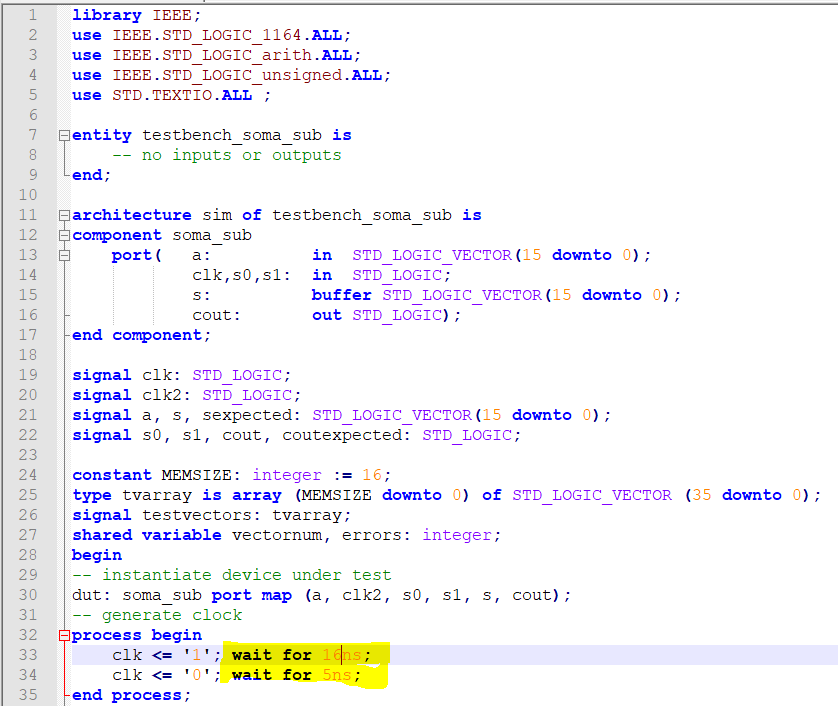 1 library IEEE;
2 use IEEE.STD_LOGIC_1164.ALL;
3 use IEEE.STD_LOGIC_arith.ALL;
4 use IEEE.STD_LOGIC_unsigned.ALL;
5 use STD.TEXTIO.ALL ;
6
7 entity testbench_soma_sub is
8 -- no inputs or outputs
9 end;
10
11 architecture sim of testbench_soma_sub is
12 component soma_sub
13 port( a: in STD_LOGIC_VECTOR(15 downto 0);
14 clk,s0,s1: in STD_LOGIC;
15 s: buffer STD_LOGIC_VECTOR(15 downto 0);
16 cout: out STD_LOGIC);
17 end component;
18
19 signal clk: STD_LOGIC;
20 signal clk2: STD_LOGIC;
21 signal a, s, sexpected: STD_LOGIC_VECTOR(15 downto 0);
22 signal s0, s1, cout, coutexpected: STD_LOGIC;
23
24 constant MEMSIZE: integer := 16;
25 type tvarray is array (MEMSIZE downto 0) of STD_LOGIC_VECTOR (35 downto 0);
26 signal testvectors: tvarray;
27 shared variable vectornum, errors: integer;
28 begin
29 -- instantiate device under test
30 dut: soma_sub port map (a, clk2, s0, s1, s, cout);
31 -- generate clock
32 process begin
33 clk <= '1'; wait for 16ns;
34 clk <= '0'; wait for 5ns;
35 end process;